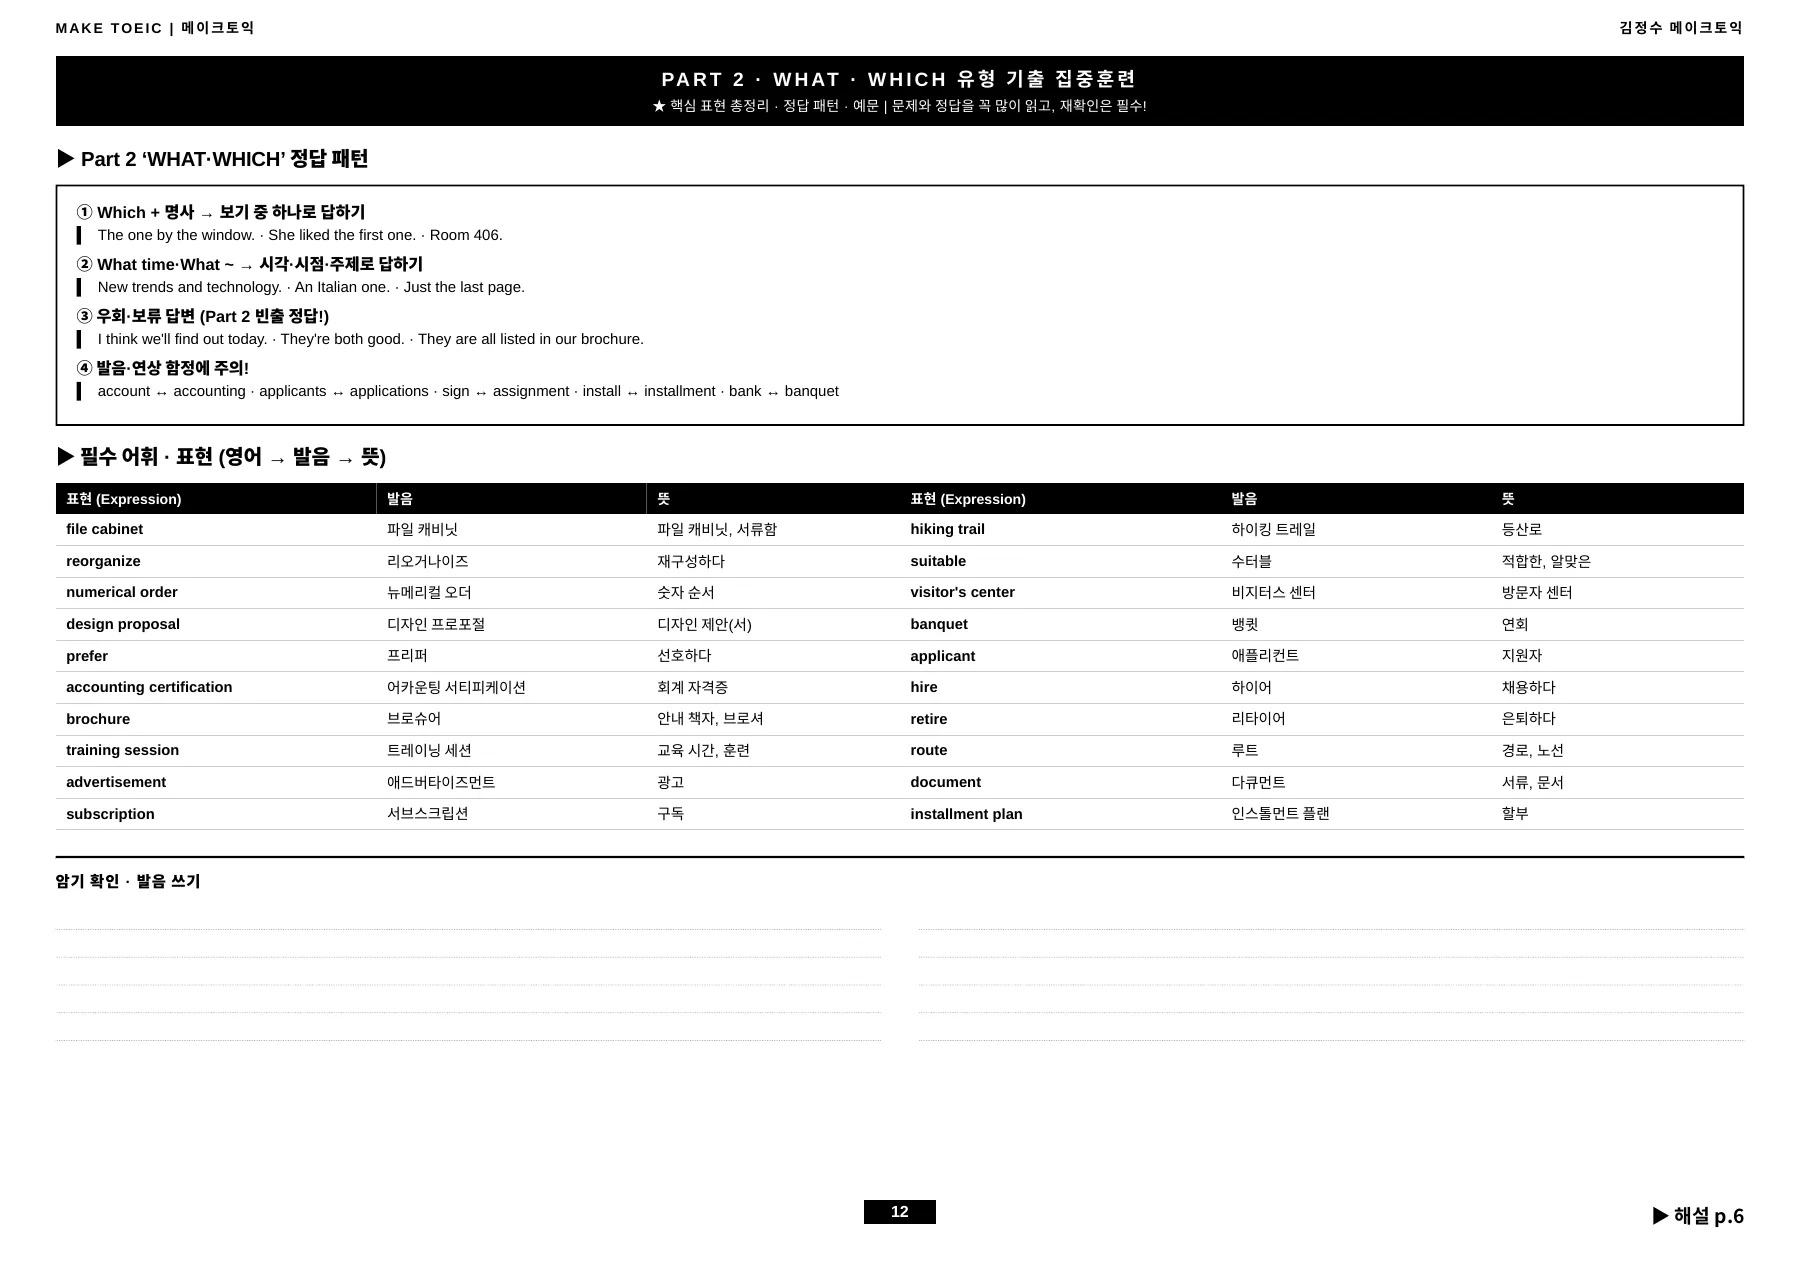 MAKE TOEIC | 메이크토익
김정수 메이크토익
PART 2 · WHAT · WHICH 유형 기출 집중훈련
★ 핵심 표현 총정리 · 정답 패턴 · 예문 | 문제와 정답을 꼭 많이 읽고, 재확인은 필수!
▶ Part 2 ‘WHAT·WHICH’ 정답 패턴
① Which + 명사 → 보기 중 하나로 답하기
The one by the window. · She liked the first one. · Room 406.
② What time·What ~ → 시각·시점·주제로 답하기
New trends and technology. · An Italian one. · Just the last page.
③ 우회·보류 답변 (Part 2 빈출 정답!)
I think we'll find out today. · They're both good. · They are all listed in our brochure.
④ 발음·연상 함정에 주의!
account ↔ accounting · applicants ↔ applications · sign ↔ assignment · install ↔ installment · bank ↔ banquet
▶ 필수 어휘 · 표현 (영어 → 발음 → 뜻)
표현 (Expression) 발음 뜻 표현 (Expression) 발음 뜻
file cabinet 파일 캐비닛 파일 캐비닛, 서류함 hiking trail 하이킹 트레일 등산로
reorganize 리오거나이즈 재구성하다 suitable 수터블 적합한, 알맞은
numerical order 뉴메리컬 오더 숫자 순서 visitor's center 비지터스 센터 방문자 센터
design proposal 디자인 프로포절 디자인 제안(서) banquet 뱅큇 연회
prefer 프리퍼 선호하다 applicant 애플리컨트 지원자
accounting certification 어카운팅 서티피케이션 회계 자격증 hire 하이어 채용하다
brochure 브로슈어 안내 책자, 브로셔 retire 리타이어 은퇴하다
training session 트레이닝 세션 교육 시간, 훈련 route 루트 경로, 노선
advertisement 애드버타이즈먼트 광고 document 다큐먼트 서류, 문서
subscription 서브스크립션 구독 installment plan 인스톨먼트 플랜 할부
암기 확인 · 발음 쓰기
12
▶ 해설 p.6